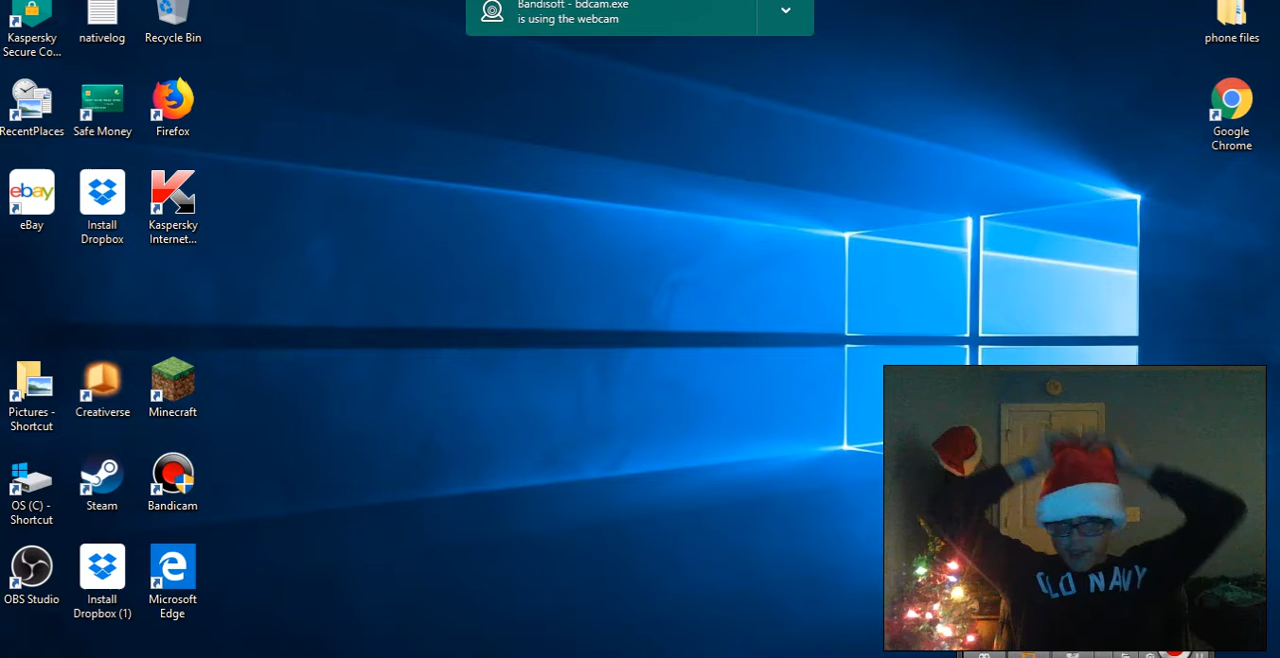 Bandisoft - bdcam.exe
is using the webcam
Kaspersky
Secure Co...
nativelog
Recycle Bin
phone files
RecentPlaces
Safe Money
Firefox
Google
Chrome
ebay
eBay
Install
Dropbox
Kaspersky
Internet...
Pictures -
Shortcut
Creativerse
Minecraft
OS (C) -
Shortcut
Steam
Bandicam
OBS Studio
Install
Dropbox (1)
Microsoft
Edge
OLD NAVY